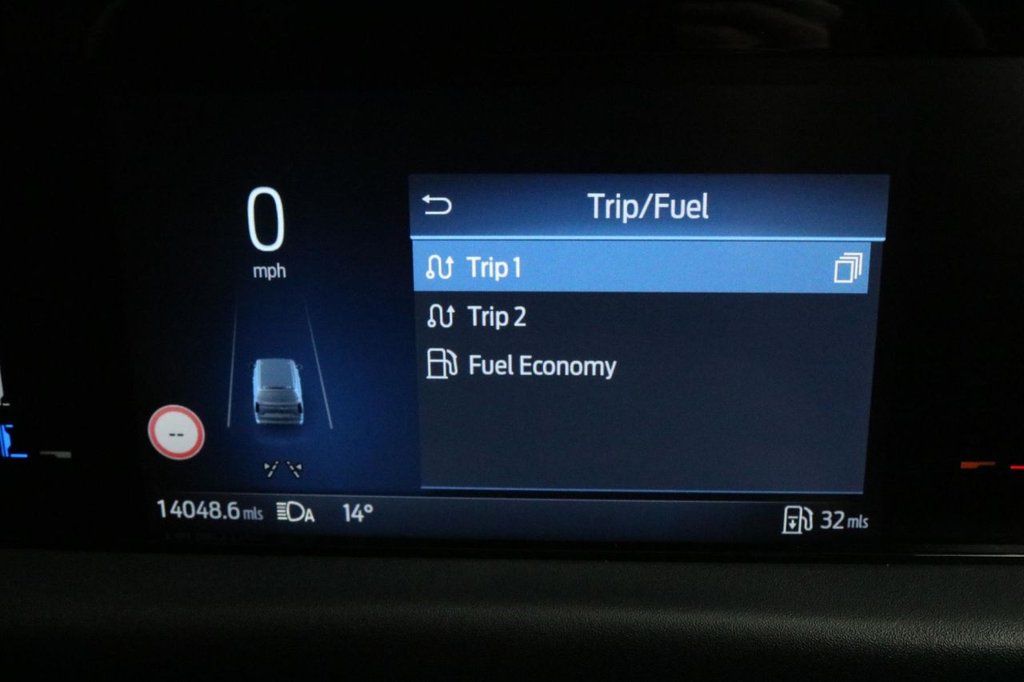 0
mph
Trip/Fuel
Trip 1
Trip 2
Fuel Economy
--
14048.6 mls
A
14°
32 mls